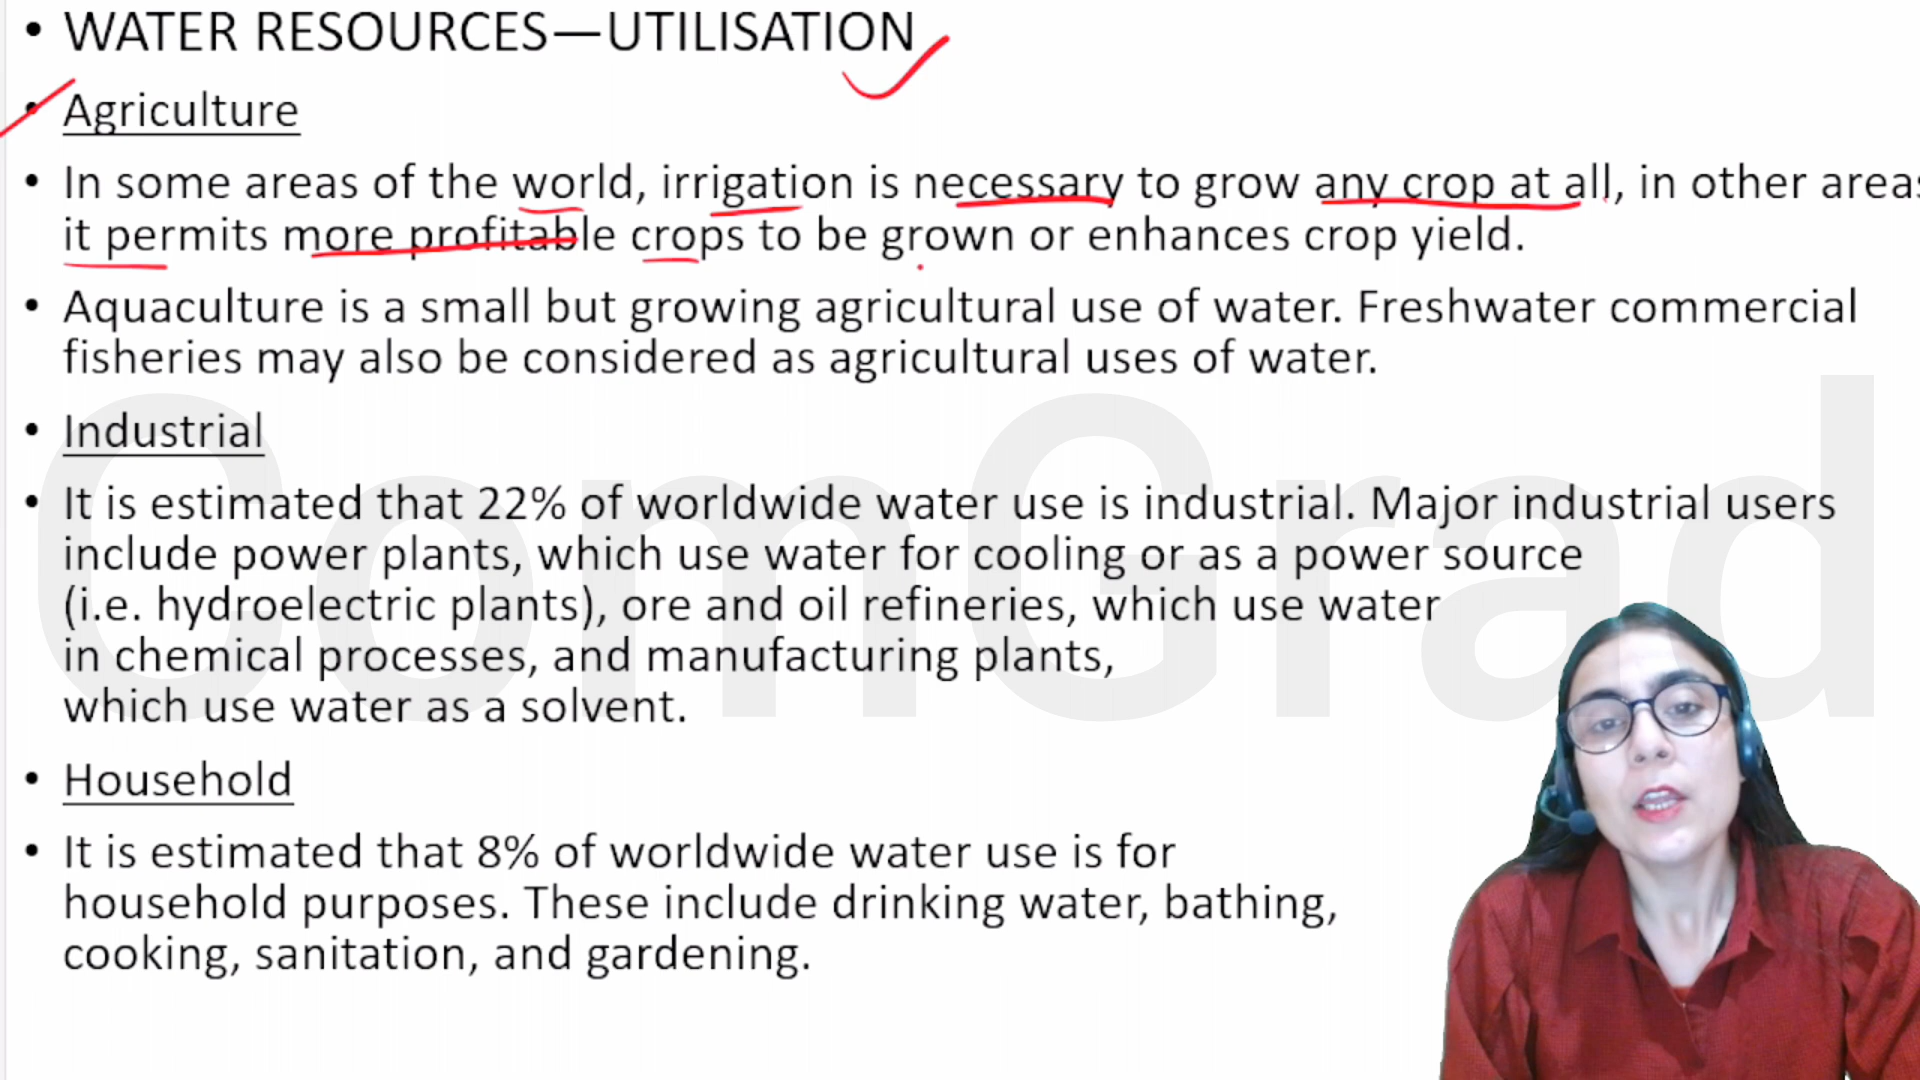 • WATER RESOURCES—UTILISATION
• Agriculture
• In some areas of the world, irrigation is necessary to grow any crop at all, in other areas
it permits more profitable crops to be grown or enhances crop yield.
• Aquaculture is a small but growing agricultural use of water. Freshwater commercial
fisheries may also be considered as agricultural uses of water.
• Industrial
• It is estimated that 22% of worldwide water use is industrial. Major industrial users
include power plants, which use water for cooling or as a power source
(i.e. hydroelectric plants), ore and oil refineries, which use water
in chemical processes, and manufacturing plants,
which use water as a solvent.
• Household
• It is estimated that 8% of worldwide water use is for
household purposes. These include drinking water, bathing,
cooking, sanitation, and gardening.
ComGrad